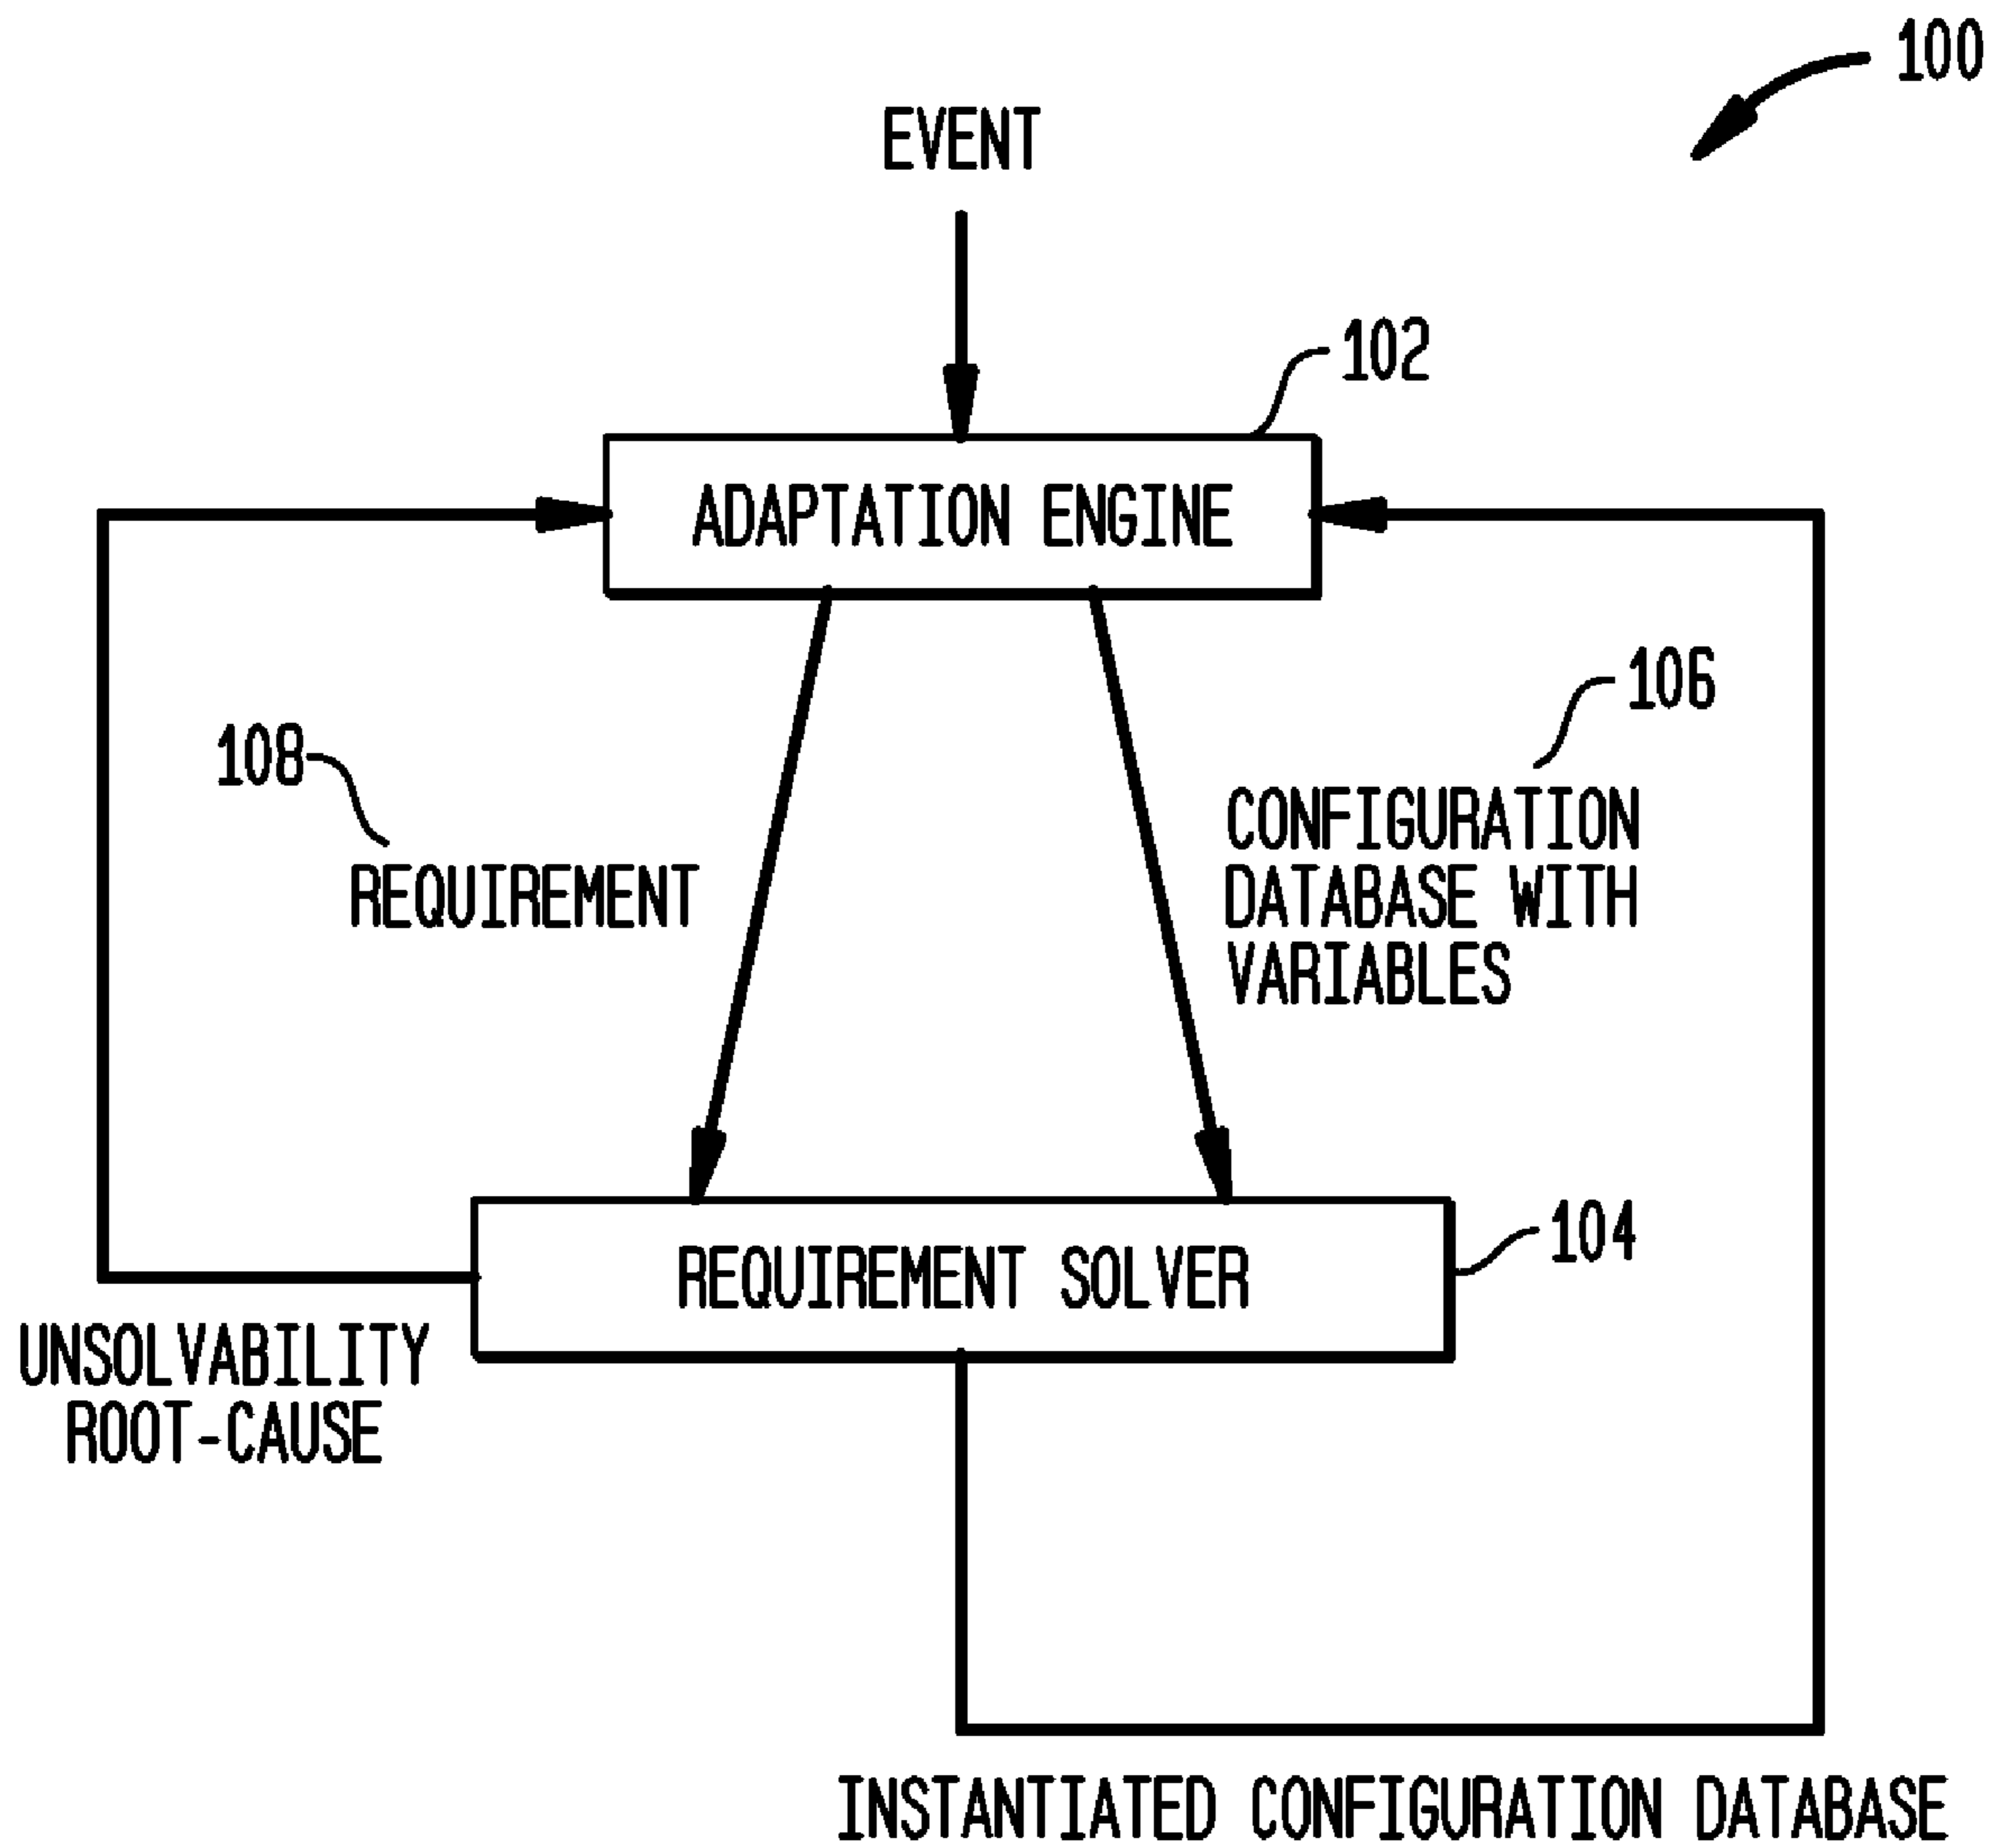 100
EVENT
102
ADAPTATION ENGINE
106
108
CONFIGURATION
DATABASE WITH
VARIABLES
REQUIREMENT
104
REQUIREMENT SOLVER
UNSOLVABILITY
ROOT-CAUSE
INSTANTIATED CONFIGURATION DATABASE